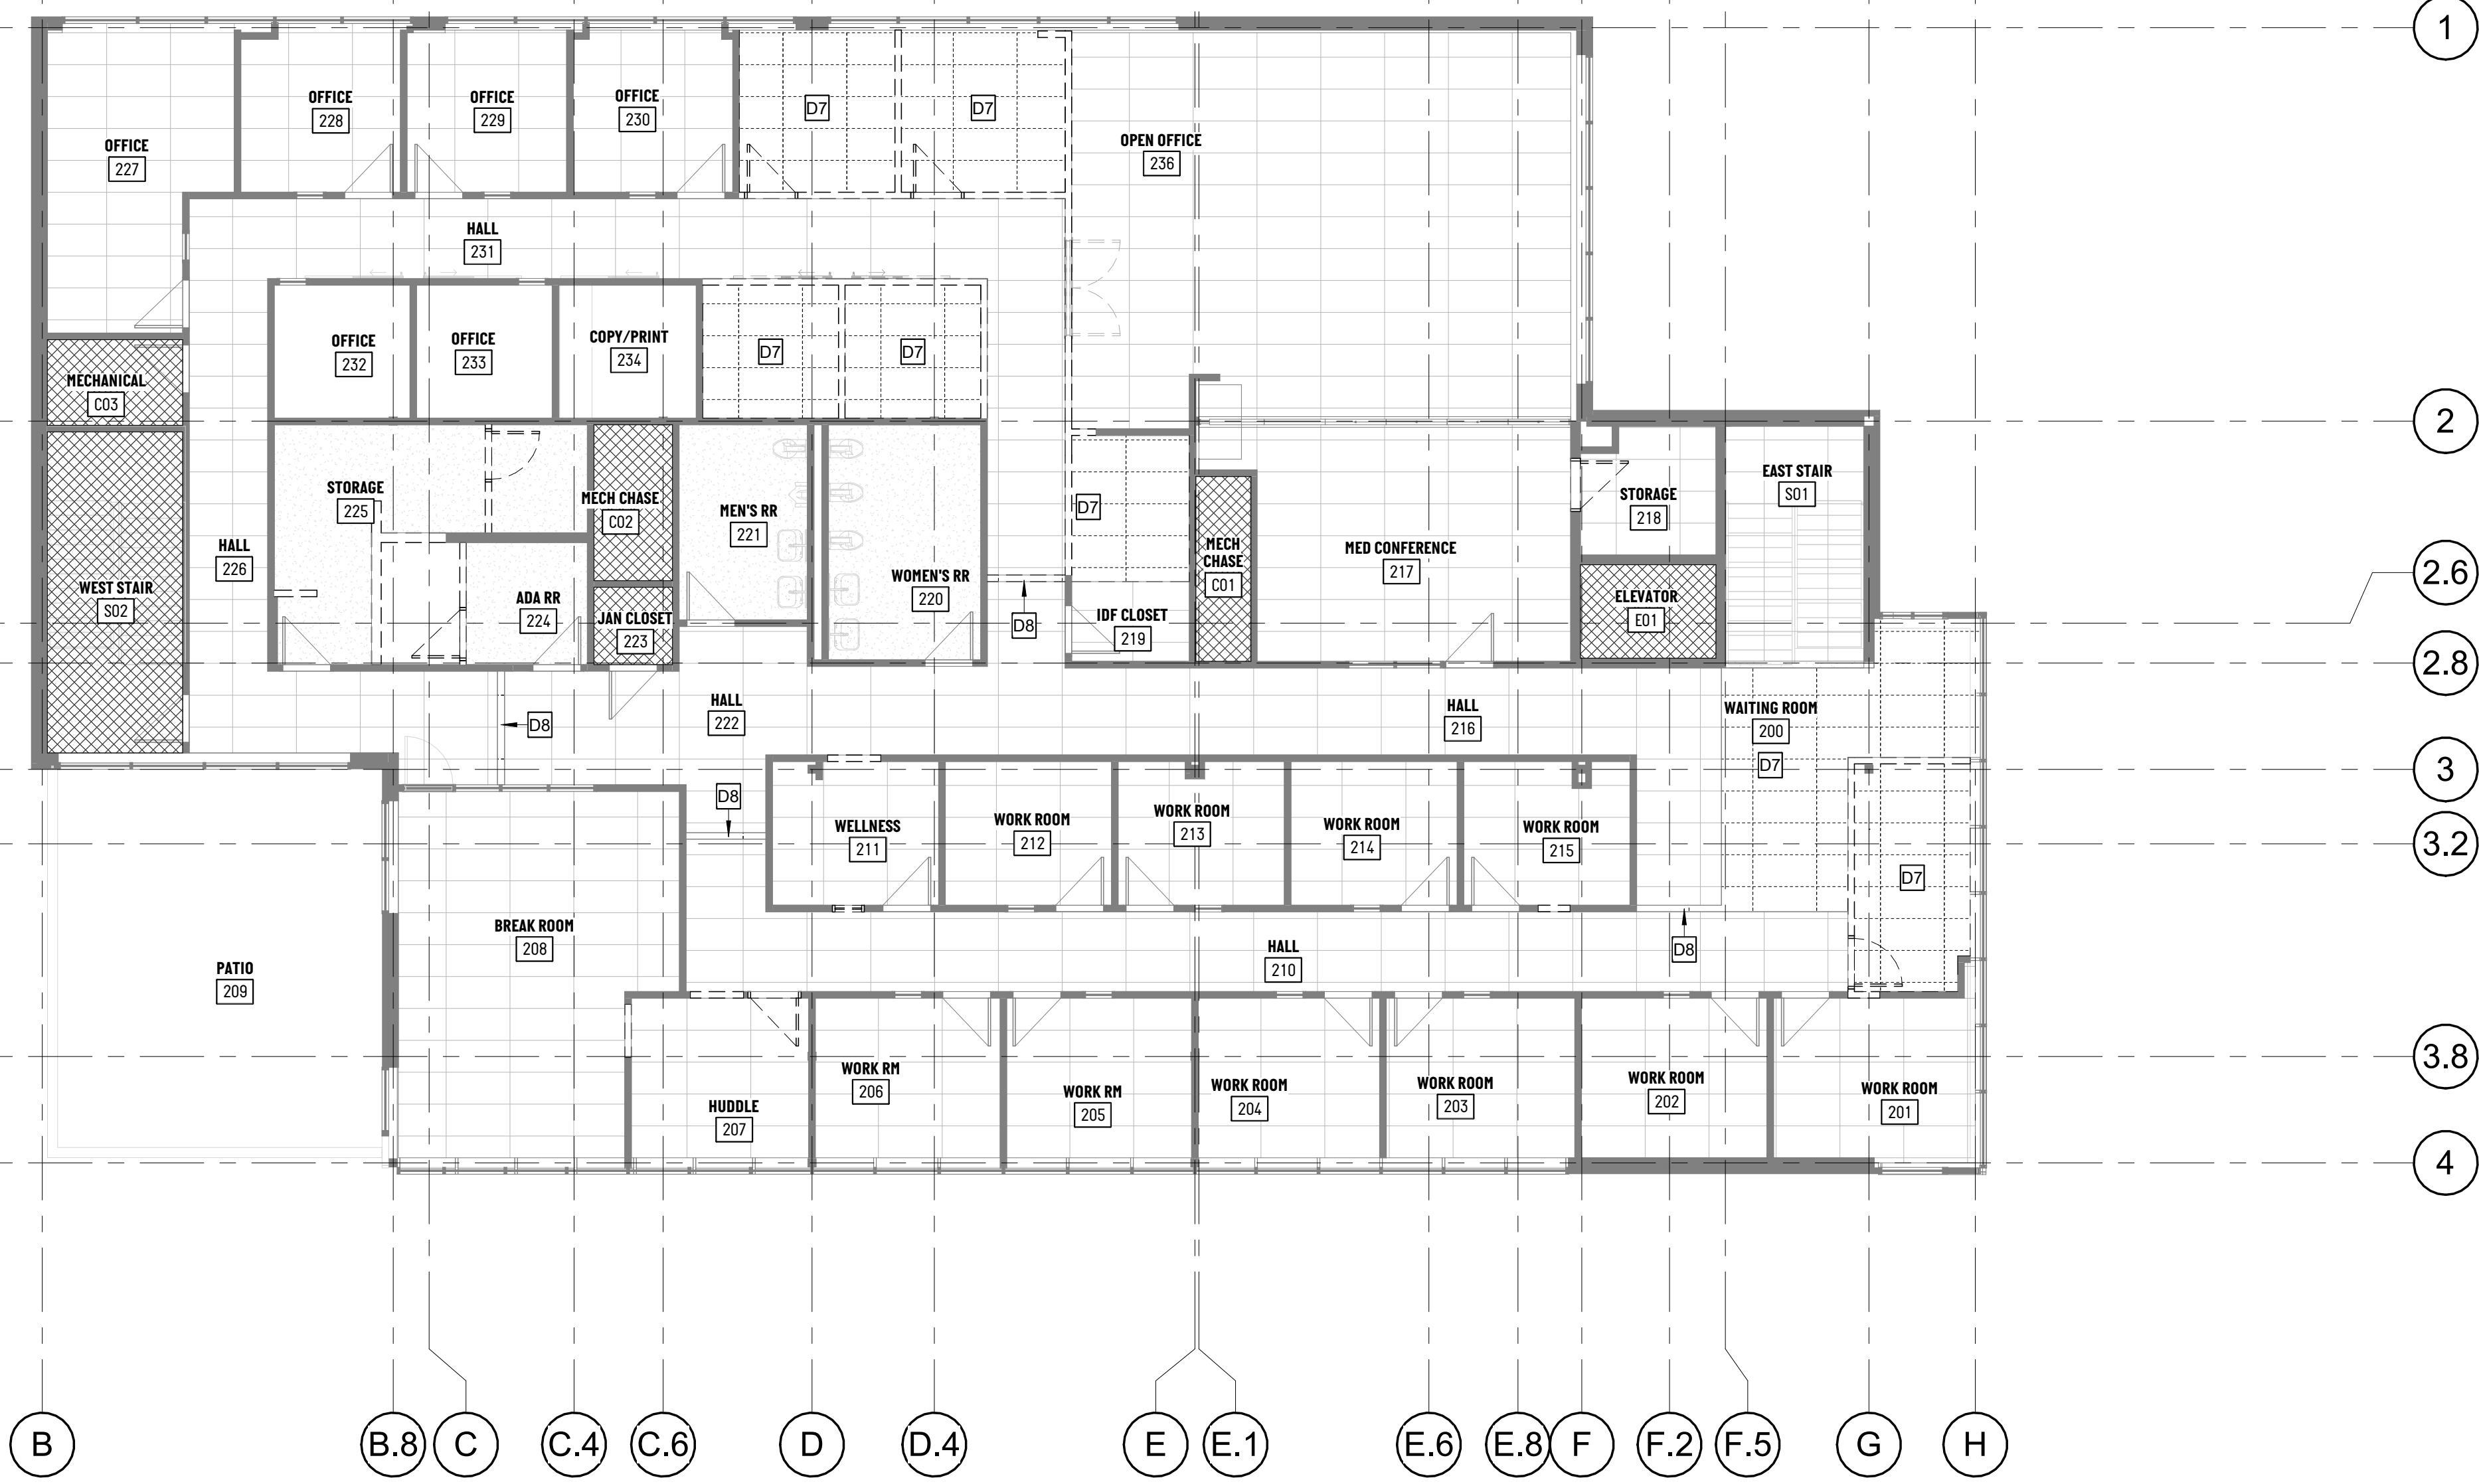 1
OFFICE
228
OFFICE
229
OFFICE
230
D7
D7
OFFICE
227
OPEN OFFICE
236
HALL
231
OFFICE
232
OFFICE
233
COPY/PRINT
234
D7
D7
MECHANICAL
C03
2
STORAGE
225
MECH CHASE
C02
MEN'S RR
221
D7
EAST STAIR
S01
STORAGE
218
HALL
226
MECH
CHASE
C01
MED CONFERENCE
217
2.6
WEST STAIR
S02
ADA RR
224
JAN CLOSET
223
WOMEN'S RR
220
D8
IDF CLOSET
219
ELEVATOR
E01
2.8
D8
HALL
222
HALL
216
WAITING ROOM
200
D7
3
D8
WELLNESS
211
WORK ROOM
212
WORK ROOM
213
WORK ROOM
214
WORK ROOM
215
3.2
D7
BREAK ROOM
208
HALL
210
D8
PATIO
209
3.8
HUDDLE
207
WORK RM
206
WORK RM
205
WORK ROOM
204
WORK ROOM
203
WORK ROOM
202
WORK ROOM
201
4
B
B.8
C
C.4
C.6
D
D.4
E
E.1
E.6
E.8
F
F.2
F.5
G
H